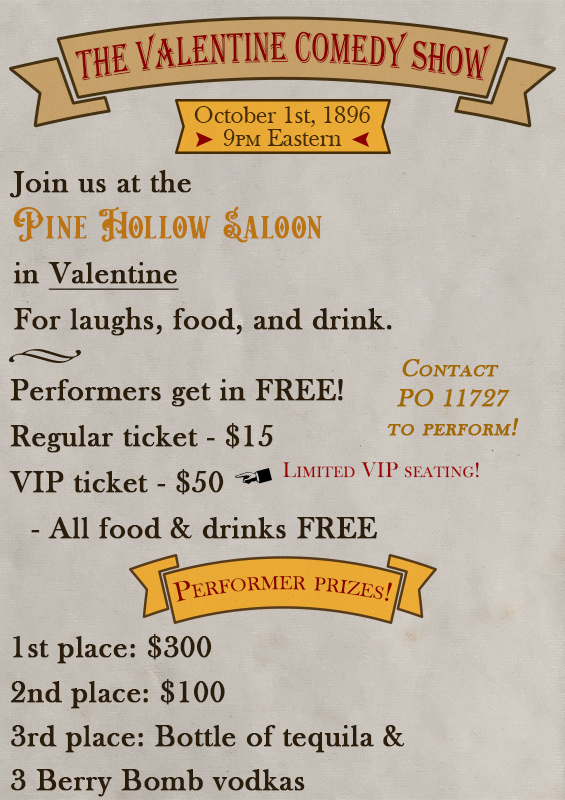 THE VALENTINE COMEDY SHOW
October 1st, 1896
9PM Eastern
Join us at the
PINE HOLLOW SALOON
in Valentine
For laughs, food, and drink.
Performers get in FREE!
Regular ticket - $15
VIP ticket - $50
- All food & drinks FREE
CONTACT
PO 11727
TO PERFORM!
LIMITED VIP SEATING!
PERFORMER PRIZES!
1st place: $300
2nd place: $100
3rd place: Bottle of tequila &
3 Berry Bomb vodkas